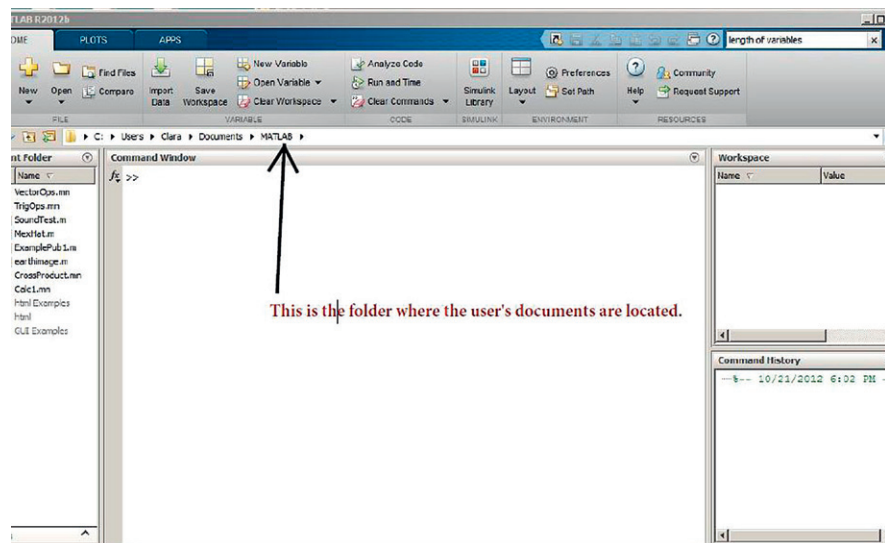 TLAB R2012b
OME PLOTS APPS
length of variables
New Open Find Files Compare Import Data Save Workspace New Variable Open Variable Clear Workspace Analyze Code Run and Time Clear Commands Simulink Library Layout Preferences Set Path Help Community Request Support
FILE VARIABLE CODE SIMULINK ENVIRONMENT RESOURCES
C: Users Clara Documents MATLAB
nt Folder
Name
VectorOps.mn
TrigOps.mn
SoundTest.m
MexHat.m
ExamplePub1.m
earthimage.m
CrossProduct.mn
Calc1.mn
html Examples
html
GUI Examples
Command Window
fx >>
This is the folder where the user's documents are located.
Workspace
Name Value
Command History
%-- 10/21/2012 6:02 PM -